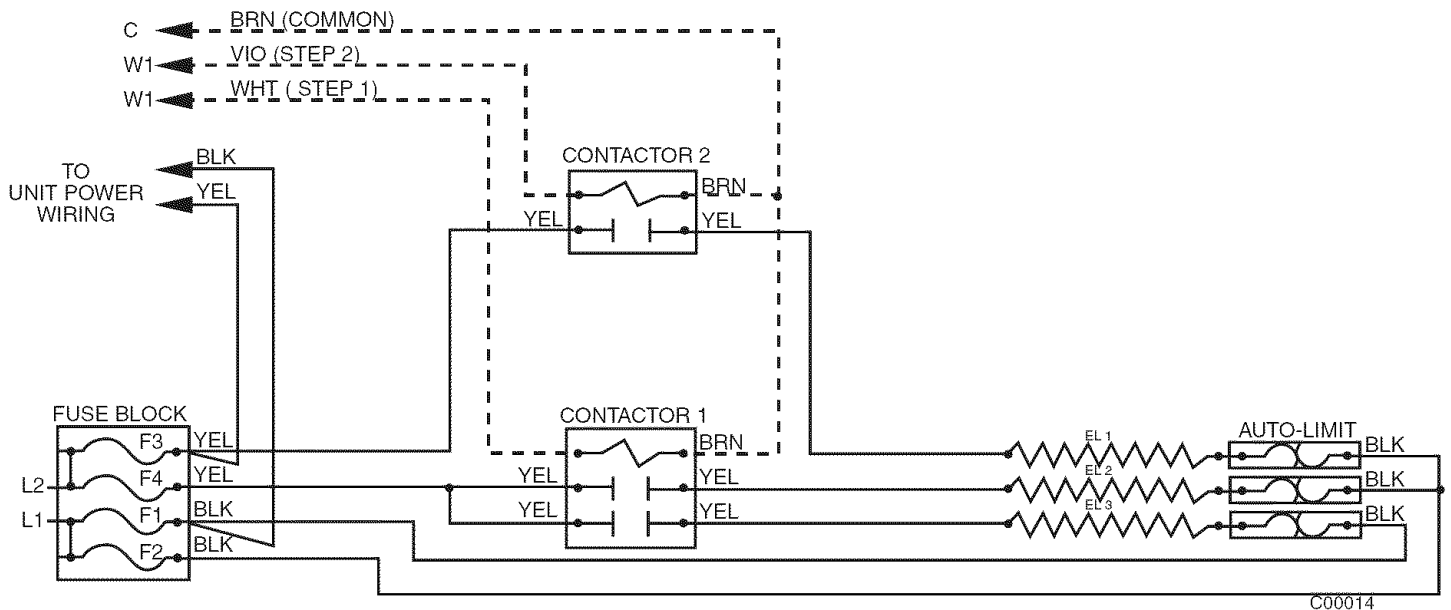 C
BRN (COMMON)
W1
VIO (STEP 2)
W1
WHT ( STEP 1)
BLK
TO
UNIT POWER
WIRING
YEL
CONTACTOR 2
BRN
YEL
YEL
FUSE BLOCK
CONTACTOR 1
F3
YEL
BRN
EL 1
AUTO-LIMIT
BLK
L2
F4
YEL
YEL
YEL
EL 2
BLK
L1
F1
BLK
YEL
YEL
EL 3
BLK
F2
BLK
C00014